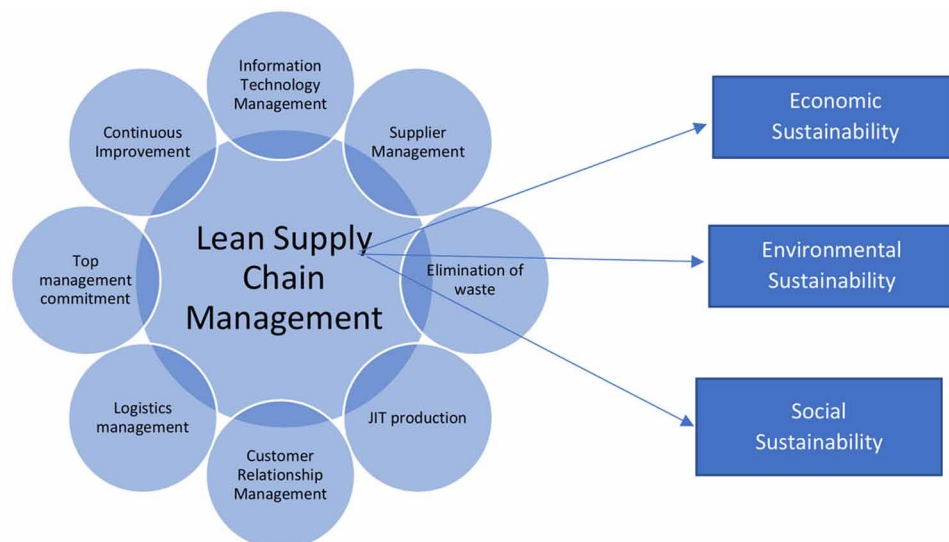 Information
Technology
Management
Supplier
Management
Elimination of
waste
JIT production
Customer
Relationship
Management
Logistics
management
Top
management
commitment
Continuous
Improvement
Lean Supply
Chain
Management
Economic
Sustainability
Environmental
Sustainability
Social
Sustainability